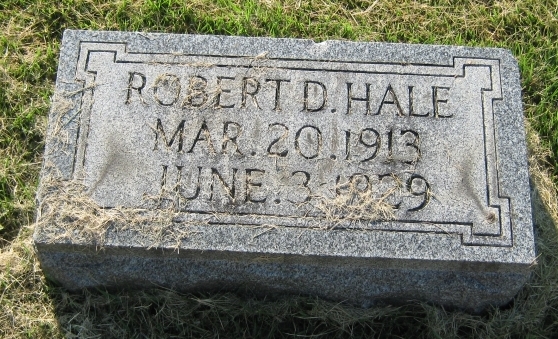 ROBERT D. HALE
MAR. 20. 1913
JUNE. 3.